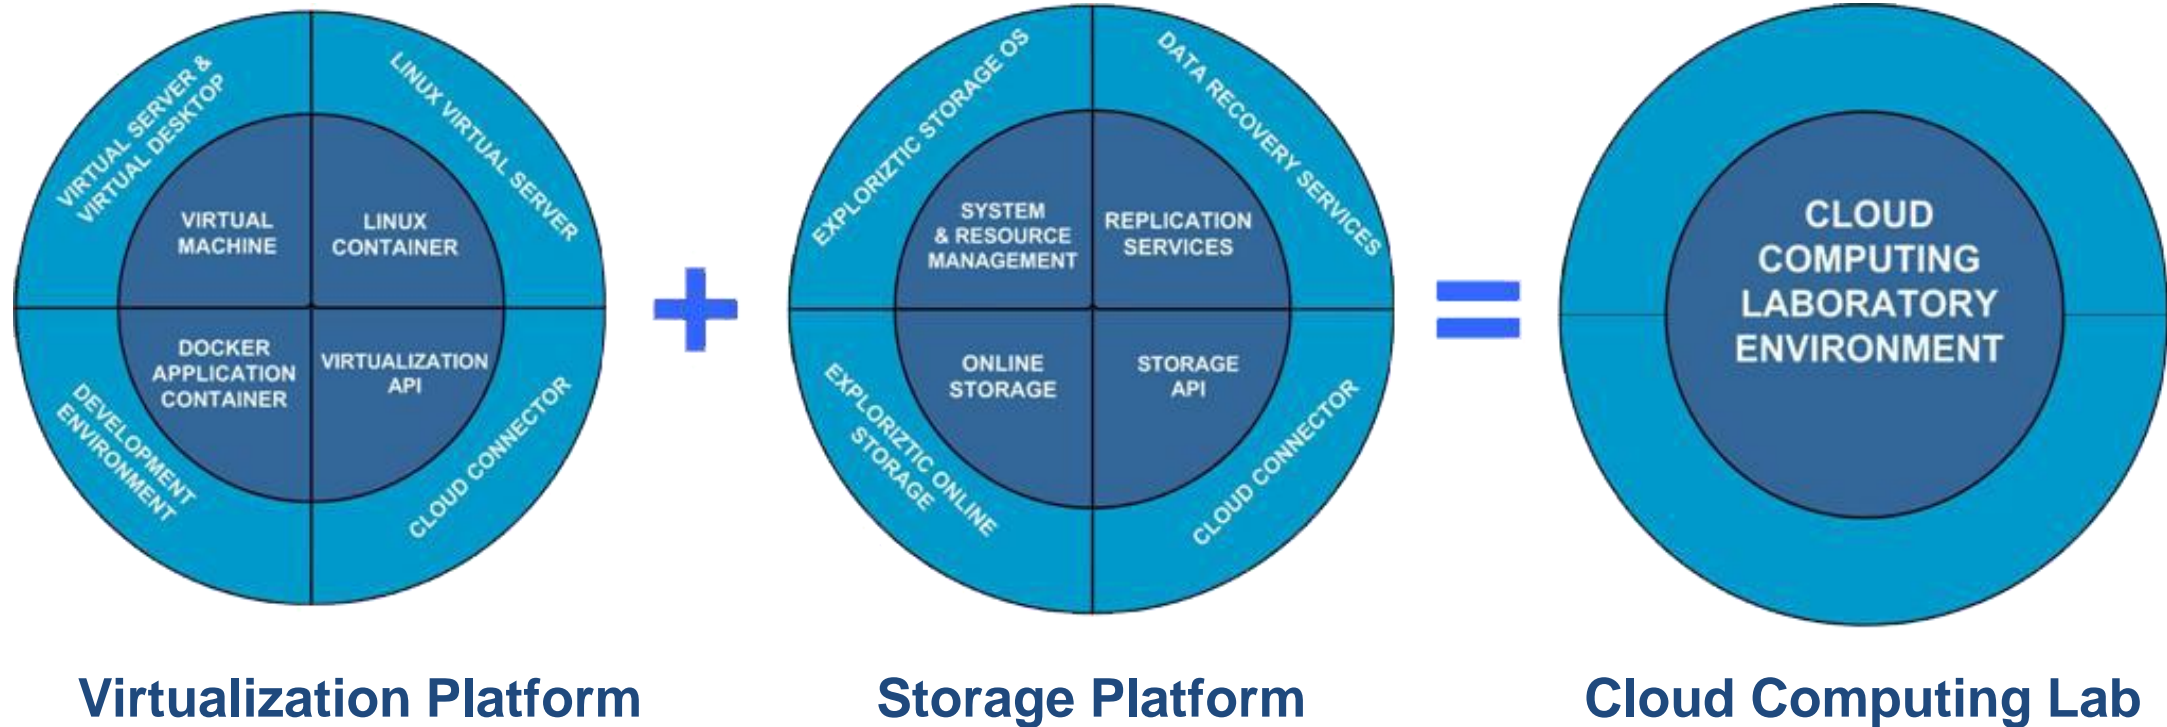 VIRTUAL SERVER &
VIRTUAL DESKTOP
LINUX VIRTUAL SERVER
VIRTUAL
MACHINE
LINUX
CONTAINER
DOCKER
APPLICATION
CONTAINER
VIRTUALIZATION
API
DEVELOPMENT
ENVIRONMENT
CLOUD CONNECTOR
+
EXPLORIZTIC STORAGE OS
DATA RECOVERY SERVICES
SYSTEM
& RESOURCE
MANAGEMENT
REPLICATION
SERVICES
ONLINE
STORAGE
STORAGE
API
EXPLORIZTIC ONLINE
STORAGE
CLOUD CONNECTOR
=
CLOUD
COMPUTING
LABORATORY
ENVIRONMENT
Virtualization Platform
Storage Platform
Cloud Computing Lab